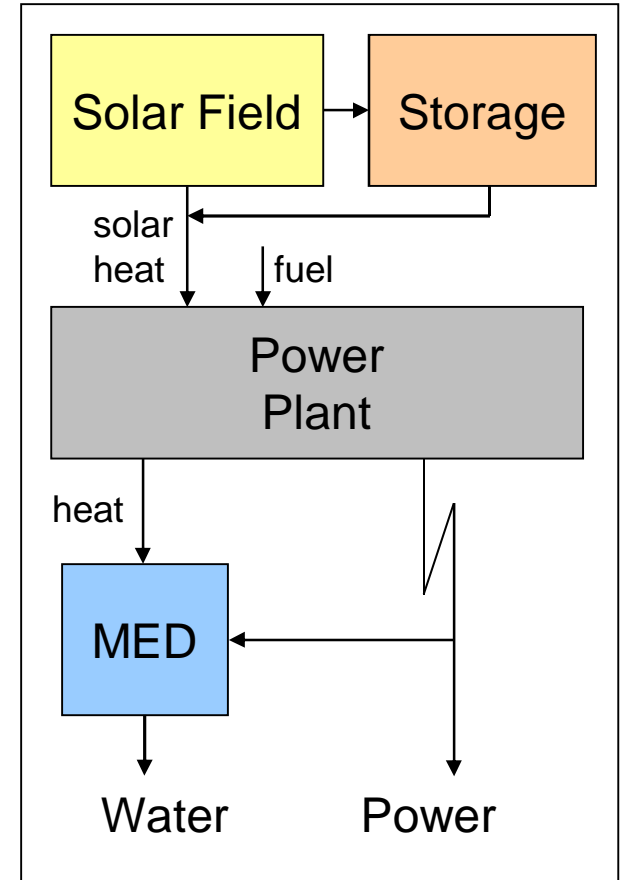 Solar Field
Storage
solar
heat
fuel
Power
Plant
heat
MED
Water
Power